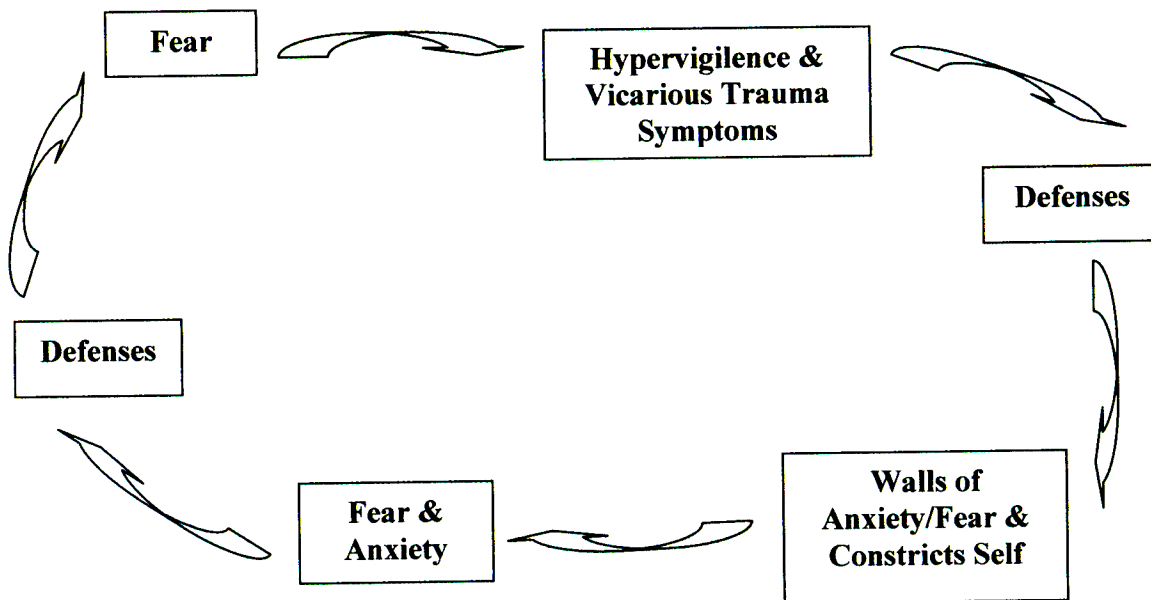 Fear
Hypervigilence &
Vicarious Trauma
Symptoms
Defenses
Walls of
Anxiety/Fear &
Constricts Self
Fear &
Anxiety
Defenses